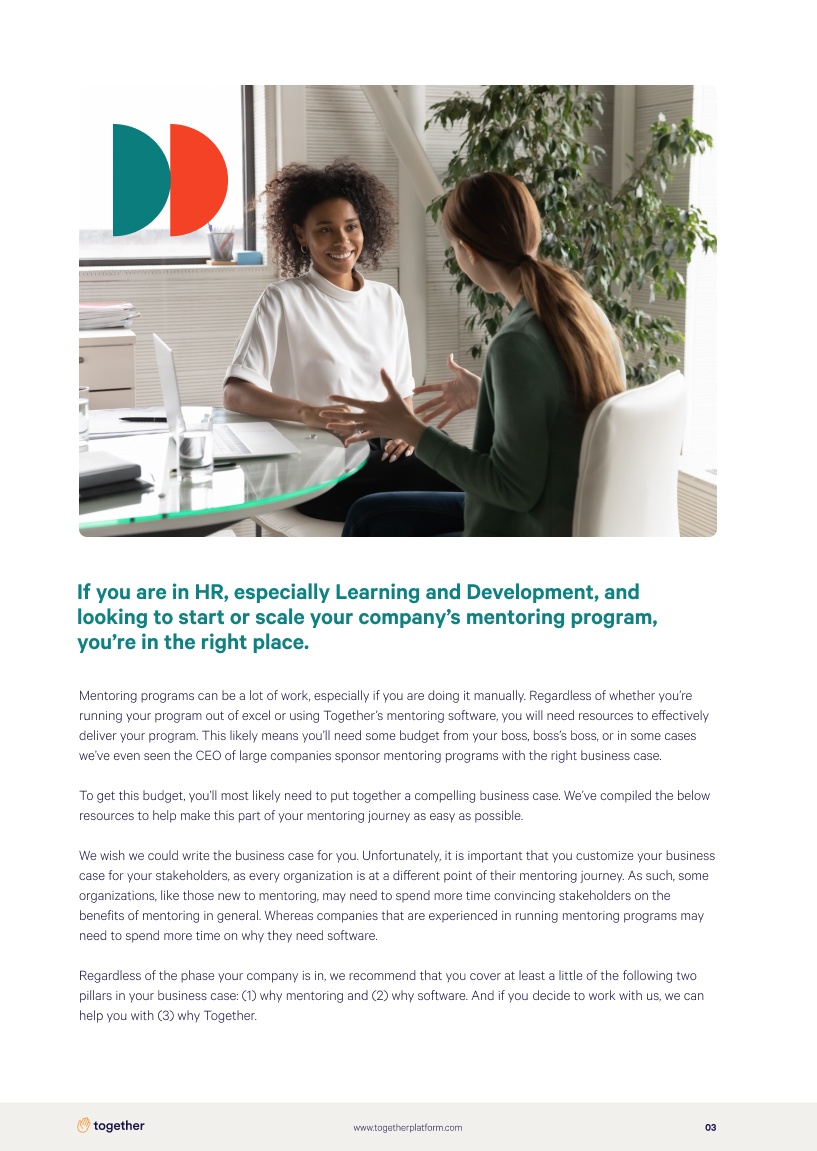 If you are in HR, especially Learning and Development, and
looking to start or scale your company’s mentoring program,
you’re in the right place.
Mentoring programs can be a lot of work, especially if you are doing it manually. Regardless of whether you’re
running your program out of excel or using Together’s mentoring software, you will need resources to effectively
deliver your program. This likely means you’ll need some budget from your boss, boss’s boss, or in some cases
we’ve even seen the CEO of large companies sponsor mentoring programs with the right business case.
To get this budget, you’ll most likely need to put together a compelling business case. We’ve compiled the below
resources to help make this part of your mentoring journey as easy as possible.
We wish we could write the business case for you. Unfortunately, it is important that you customize your business
case for your stakeholders, as every organization is at a different point of their mentoring journey. As such, some
organizations, like those new to mentoring, may need to spend more time convincing stakeholders on the
benefits of mentoring in general. Whereas companies that are experienced in running mentoring programs may
need to spend more time on why they need software.
Regardless of the phase your company is in, we recommend that you cover at least a little of the following two
pillars in your business case: (1) why mentoring and (2) why software. And if you decide to work with us, we can
help you with (3) why Together.
together
www.togetherplatform.com
03